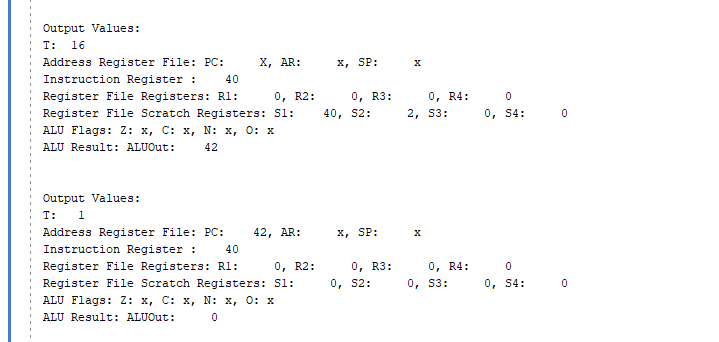 Output Values:
T:  16
Address Register File: PC:     X, AR:     x, SP:     x
Instruction Register :    40
Register File Registers: R1:     0, R2:     0, R3:     0, R4:     0
Register File Scratch Registers: S1:    40, S2:     2, S3:     0, S4:     0
ALU Flags: Z: x, C: x, N: x, O: x
ALU Result: ALUOut:    42
Output Values:
T:   1
Address Register File: PC:    42, AR:     x, SP:     x
Instruction Register :    40
Register File Registers: R1:     0, R2:     0, R3:     0, R4:     0
Register File Scratch Registers: S1:     0, S2:     0, S3:     0, S4:     0
ALU Flags: Z: x, C: x, N: x, O: x
ALU Result: ALUOut:     0